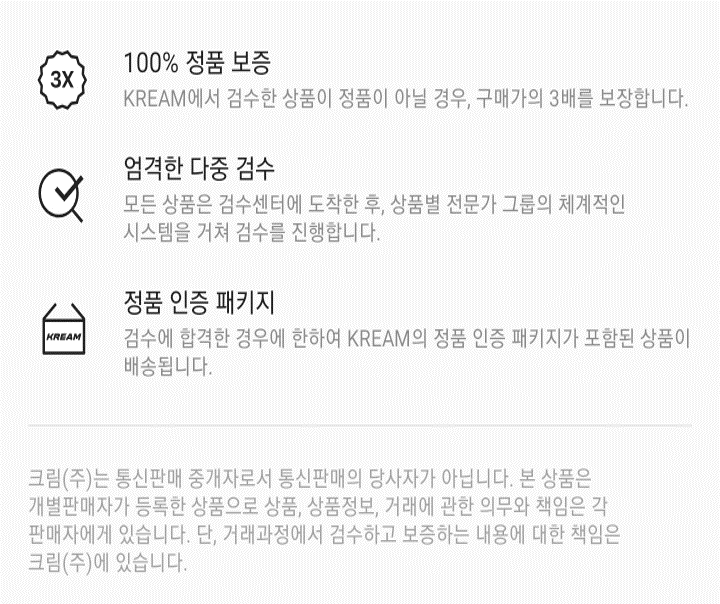 3X
100% 정품 보증
KREAM에서 검수한 상품이 정품이 아닐 경우, 구매가의 3배를 보장합니다.
엄격한 다중 검수
모든 상품은 검수센터에 도착한 후, 상품별 전문가 그룹의 체계적인
시스템을 거쳐 검수를 진행합니다.
정품 인증 패키지
KREAM
검수에 합격한 경우에 한하여 KREAM의 정품 인증 패키지가 포함된 상품이
배송됩니다.
크림(주)는 통신판매 중개자로서 통신판매의 당사자가 아닙니다. 본 상품은
개별판매자가 등록한 상품으로 상품, 상품정보, 거래에 관한 의무와 책임은 각
판매자에게 있습니다. 단, 거래과정에서 검수하고 보증하는 내용에 대한 책임은
크림(주)에 있습니다.